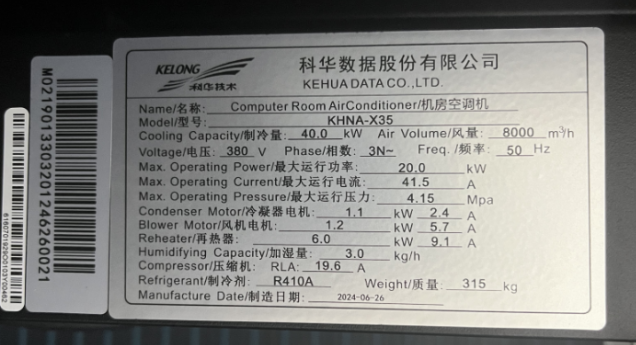 KELONG
科华技术
科华数据股份有限公司
KEHUA DATA CO.,LTD.
Name/名称: Computer Room AirConditioner/机房空调机
Model/型号: KHNA-X35
Cooling Capacity/制冷量: 40.0 kW Air Volume/风量: 8000 m³/h
Voltage/电压: 380 V Phase/相数: 3N~ Freq./频率: 50 Hz
Max. Operating Power/最大运行功率: 20.0 kW
Max. Operating Current/最大运行电流: 41.5 A
Max. Operating Pressure/最大运行压力: 4.15 Mpa
Condenser Motor/冷凝器电机: 1.1 kW 2.4 A
Blower Motor/风机电机: 1.2 kW 5.7 A
Reheater/再热器: 6.0 kW 9.1 A
Humidifying Capacity/加湿量: 3.0 kg/h
Compressor/压缩机: RLA: 19.6 A
Refrigerant/制冷剂: R410A Weight/质量: 315 kg
Manufacture Date/制造日期: 2024-06-26
M0219013303201246260021